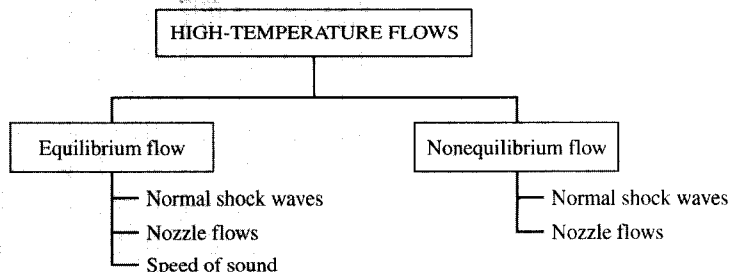 HIGH-TEMPERATURE FLOWS
Equilibrium flow
Normal shock waves
Nozzle flows
Speed of sound
Nonequilibrium flow
Normal shock waves
Nozzle flows